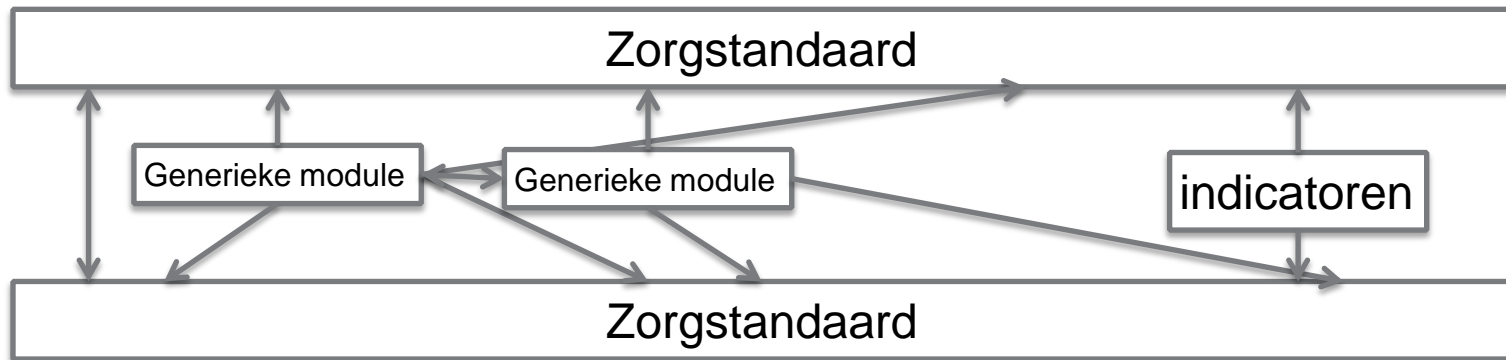 Zorgstandaard
Generieke module
Generieke module
indicatoren
Zorgstandaard